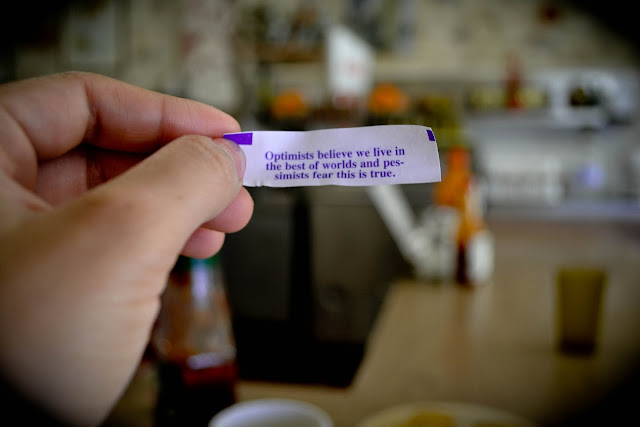 Optimists believe we live in
the best of worlds and pes-
simists fear this is true.